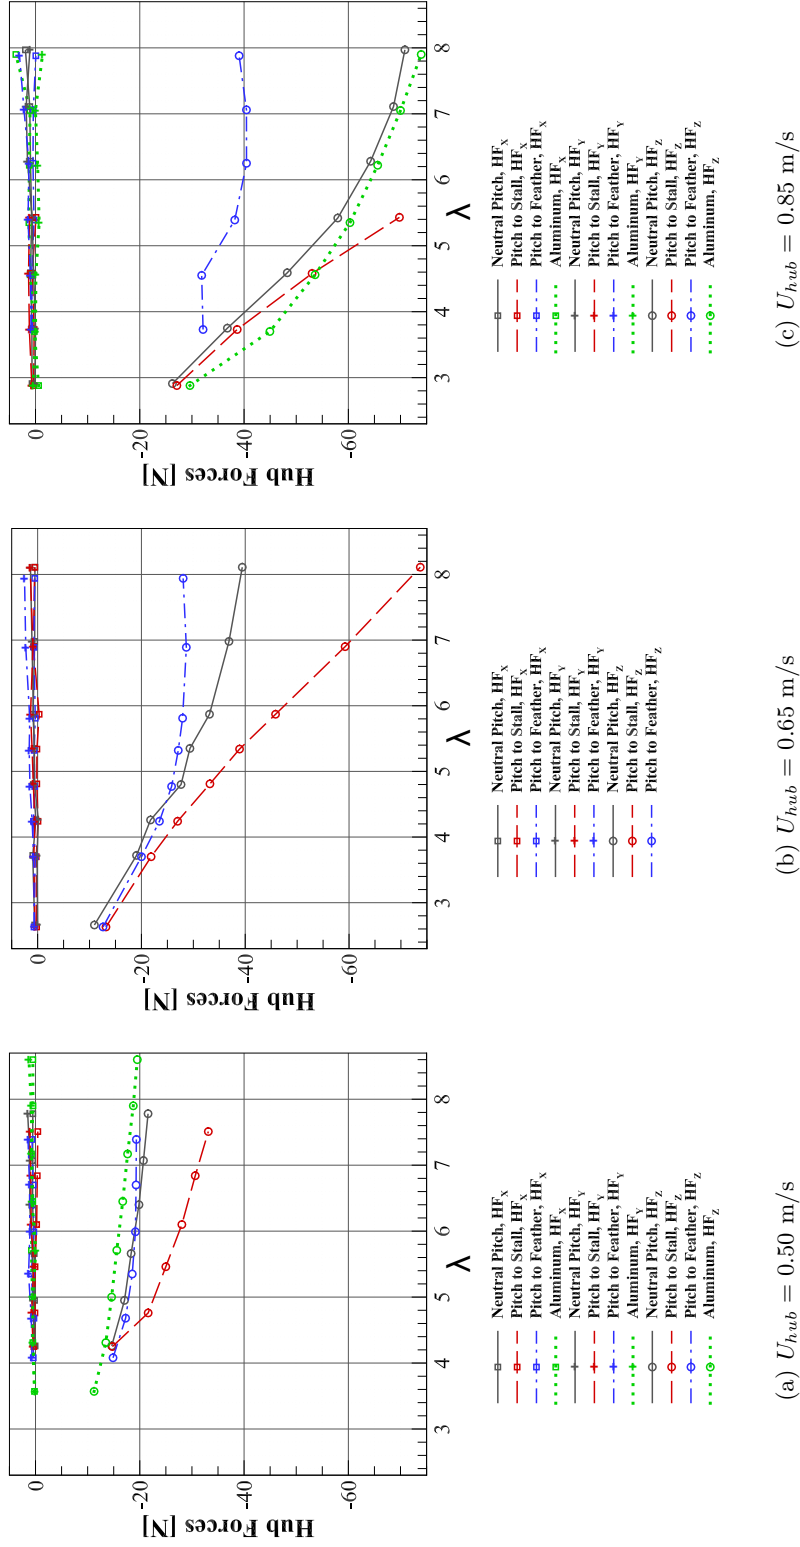 0
-20
-40
-60
Hub Forces [N]
3
4
5
6
7
8
λ
Neutral Pitch, HF_X
Pitch to Stall, HF_X
Pitch to Feather, HF_X
Aluminum, HF_X
Neutral Pitch, HF_Y
Pitch to Stall, HF_Y
Pitch to Feather, HF_Y
Aluminum, HF_Y
Neutral Pitch, HF_Z
Pitch to Stall, HF_Z
Pitch to Feather, HF_Z
Aluminum, HF_Z
(a) U_hub = 0.50 m/s
0
-20
-40
-60
Hub Forces [N]
3
4
5
6
7
8
λ
Neutral Pitch, HF_X
Pitch to Stall, HF_X
Pitch to Feather, HF_X
Neutral Pitch, HF_Y
Pitch to Stall, HF_Y
Pitch to Feather, HF_Y
Neutral Pitch, HF_Z
Pitch to Stall, HF_Z
Pitch to Feather, HF_Z
(b) U_hub = 0.65 m/s
0
-20
-40
-60
Hub Forces [N]
3
4
5
6
7
8
λ
Neutral Pitch, HF_X
Pitch to Stall, HF_X
Pitch to Feather, HF_X
Aluminum, HF_X
Neutral Pitch, HF_Y
Pitch to Stall, HF_Y
Pitch to Feather, HF_Y
Aluminum, HF_Y
Neutral Pitch, HF_Z
Pitch to Stall, HF_Z
Pitch to Feather, HF_Z
Aluminum, HF_Z
(c) U_hub = 0.85 m/s